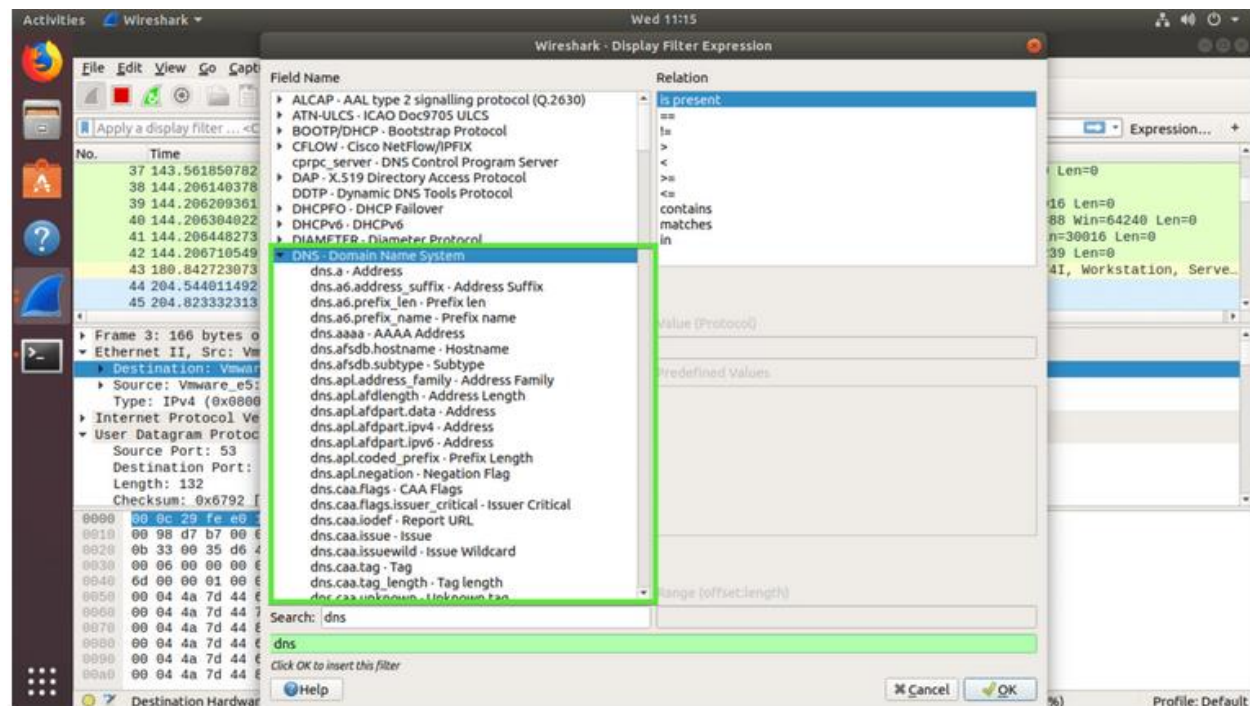 Activities Wireshark Wed 11:15
Wireshark · Display Filter Expression
File Edit View Go Capt
Apply a display filter ... <C
Expression... +
No. Time
37 143.561850782
38 144.206140378
39 144.206209361
40 144.206304022
41 144.206448273
42 144.206710549
43 180.842723073
44 204.544011492
45 204.823332313
Len=0
16 Len=0
88 Win=64240 Len=0
n=30016 Len=0
39 Len=0
4I, Workstation, Serve…
Frame 3: 166 bytes o
Ethernet II, Src: Vm
Destination: Vmwar
Source: Vmware_e5:
Type: IPv4 (0x0800
Internet Protocol Ve
User Datagram Protoc
Source Port: 53
Destination Port:
Length: 132
Checksum: 0x6792 [
0000 00 0c 29 fe e0
0010 00 98 d7 b7 00
0020 0b 33 00 35 d6
0030 00 06 00 00 00
0040 6d 00 00 01 00
0050 00 04 4a 7d 44
0060 00 04 4a 7d 44
0070 00 04 4a 7d 44
0080 00 04 4a 7d 44
0090 00 04 4a 7d 44
00a0 00 04 4a 7d 44
Destination Hardwar
Field Name
ALCAP · AAL type 2 signalling protocol (Q.2630)
ATN-ULCS · ICAO Doc9705 ULCS
BOOTP/DHCP · Bootstrap Protocol
CFLOW · Cisco NetFlow/IPFIX
cprpc_server · DNS Control Program Server
DAP · X.519 Directory Access Protocol
DDTP · Dynamic DNS Tools Protocol
DHCPFO · DHCP Failover
DHCPv6 · DHCPv6
DIAMETER · Diameter Protocol
DNS · Domain Name System
dns.a · Address
dns.a6.address_suffix · Address Suffix
dns.a6.prefix_len · Prefix len
dns.a6.prefix_name · Prefix name
dns.aaaa · AAAA Address
dns.afsdb.hostname · Hostname
dns.afsdb.subtype · Subtype
dns.apl.address_family · Address Family
dns.apl.afdlength · Address Length
dns.apl.afdpart.data · Address
dns.apl.afdpart.ipv4 · Address
dns.apl.afdpart.ipv6 · Address
dns.apl.coded_prefix · Prefix Length
dns.apl.negation · Negation Flag
dns.caa.flags · CAA Flags
dns.caa.flags.issuer_critical · Issuer Critical
dns.caa.iodef · Report URL
dns.caa.issue · Issue
dns.caa.issuewild · Issue Wildcard
dns.caa.tag · Tag
dns.caa.tag_length · Tag length
dns.caa.unknown · Unknown tag
Search: dns
dns
Click OK to insert this filter
Help
Relation
is present
==
!=
>
<
>=
<=
contains
matches
in
Value (Protocol)
Predefined Values
Range (offset:length)
Cancel OK
%) Profile: Default